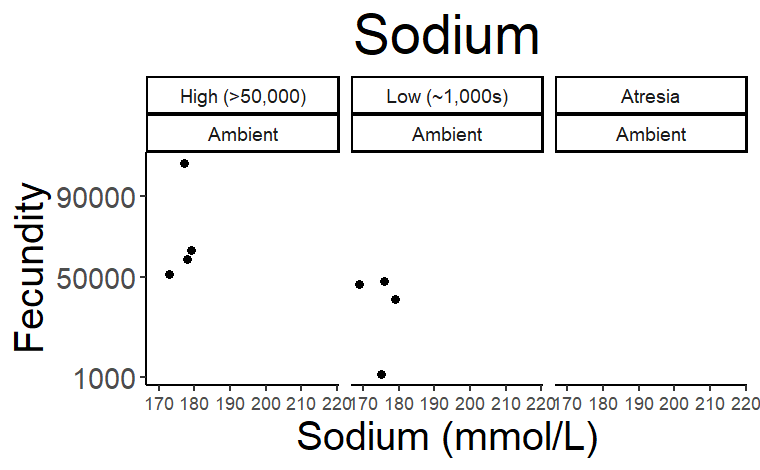 Sodium
High (>50,000) Low (~1,000s) Atresia
Ambient Ambient Ambient
Fecundity
90000
50000
1000
170 180 190 200 210 220 170 180 190 200 210 220 170 180 190 200 210 220
Sodium (mmol/L)